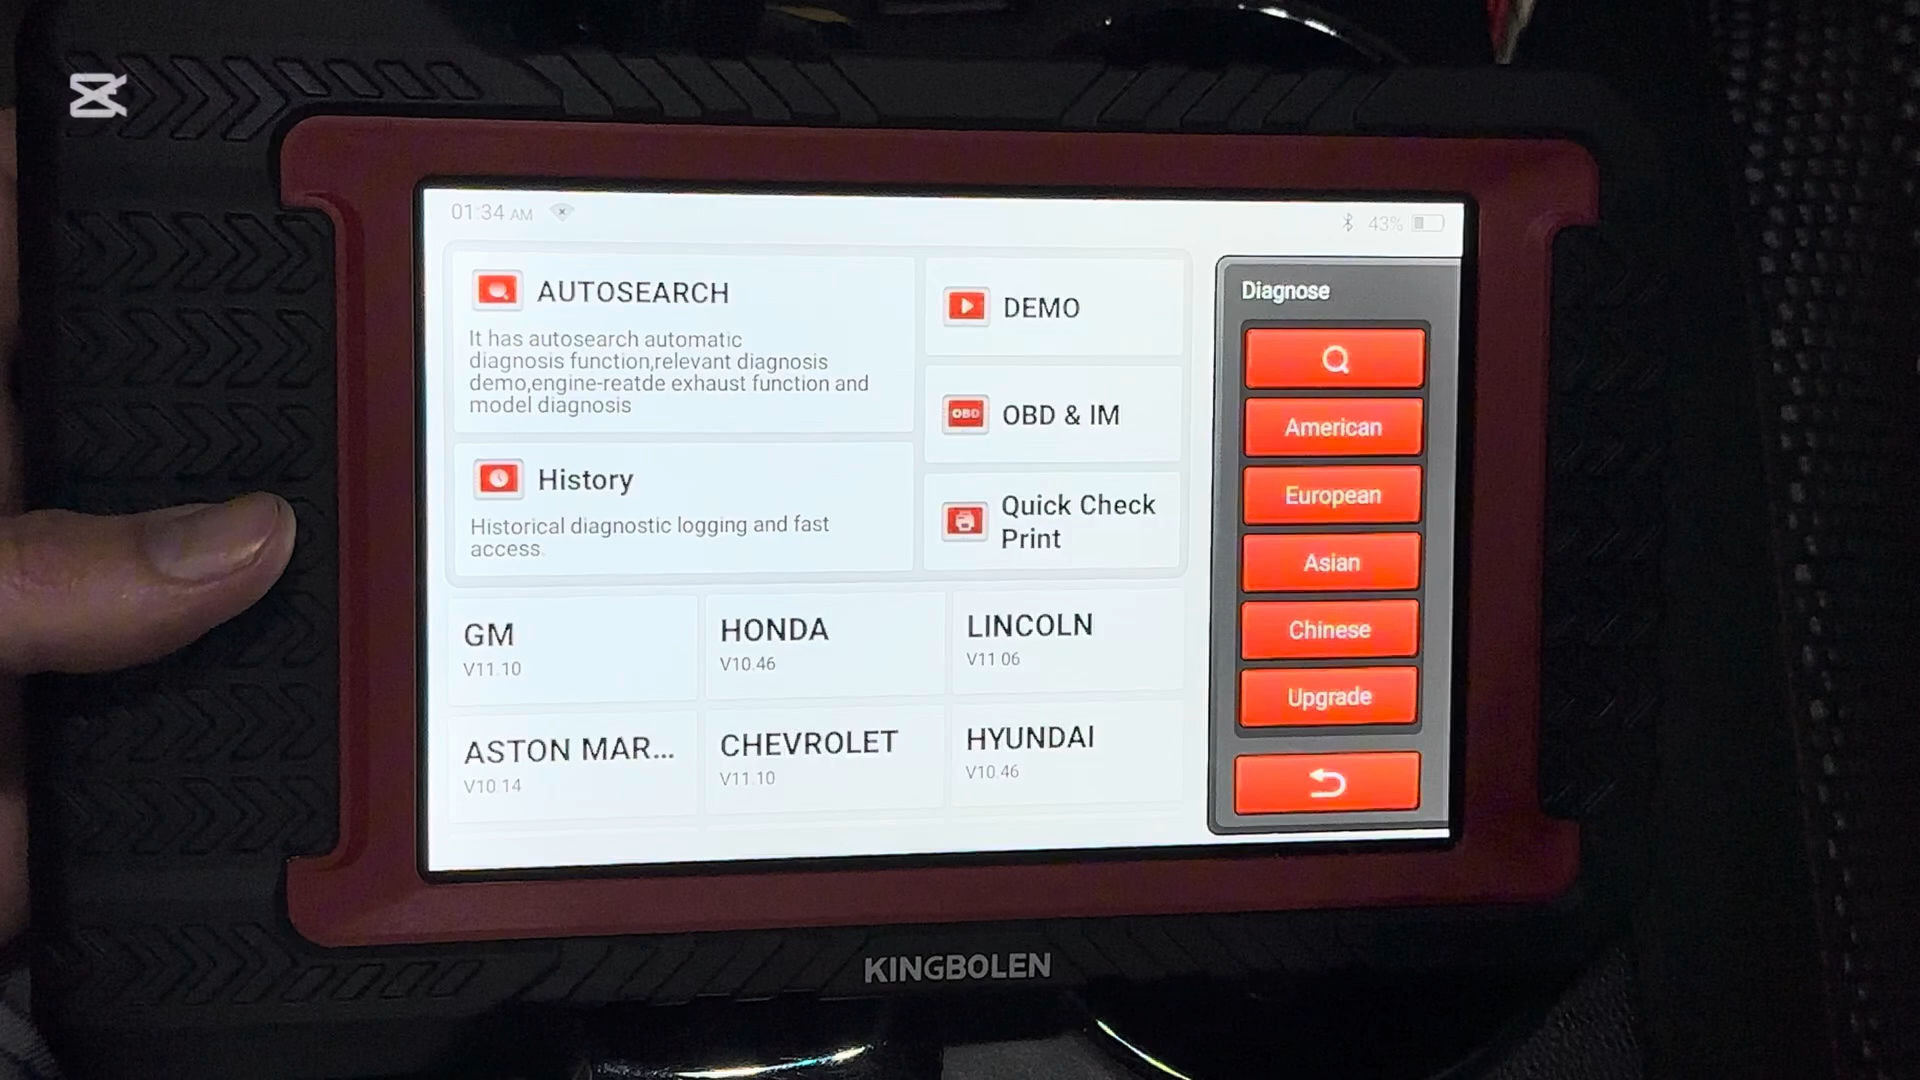 01:34 AM
43%
AUTOSEARCH
It has autosearch automatic
diagnosis function,relevant diagnosis
demo,engine-reatde exhaust function and
model diagnosis
History
Historical diagnostic logging and fast
access.
DEMO
OBD
OBD & IM
Quick Check
Print
GM
V11.10
HONDA
V10.46
LINCOLN
V11 06
ASTON MAR...
V10 14
CHEVROLET
V11.10
HYUNDAI
V10.46
Diagnose
American
European
Asian
Chinese
Upgrade
KINGBOLEN